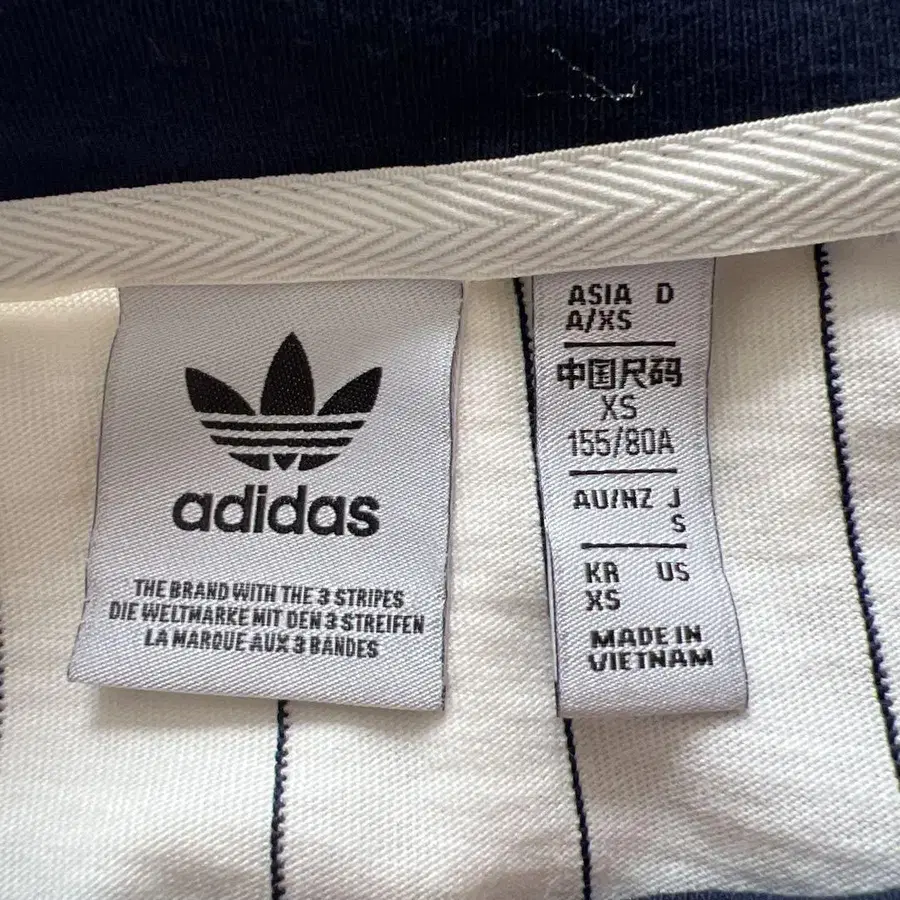 adidas
THE BRAND WITH THE 3 STRIPES
DIE WELTMARKE MIT DEN 3 STREIFEN
LA MARQUE AUX 3 BANDES
ASIA D
A/XS
中国尺码
XS
155/80A
AU/NZ J
S
KR US
XS
MADE IN
VIETNAM